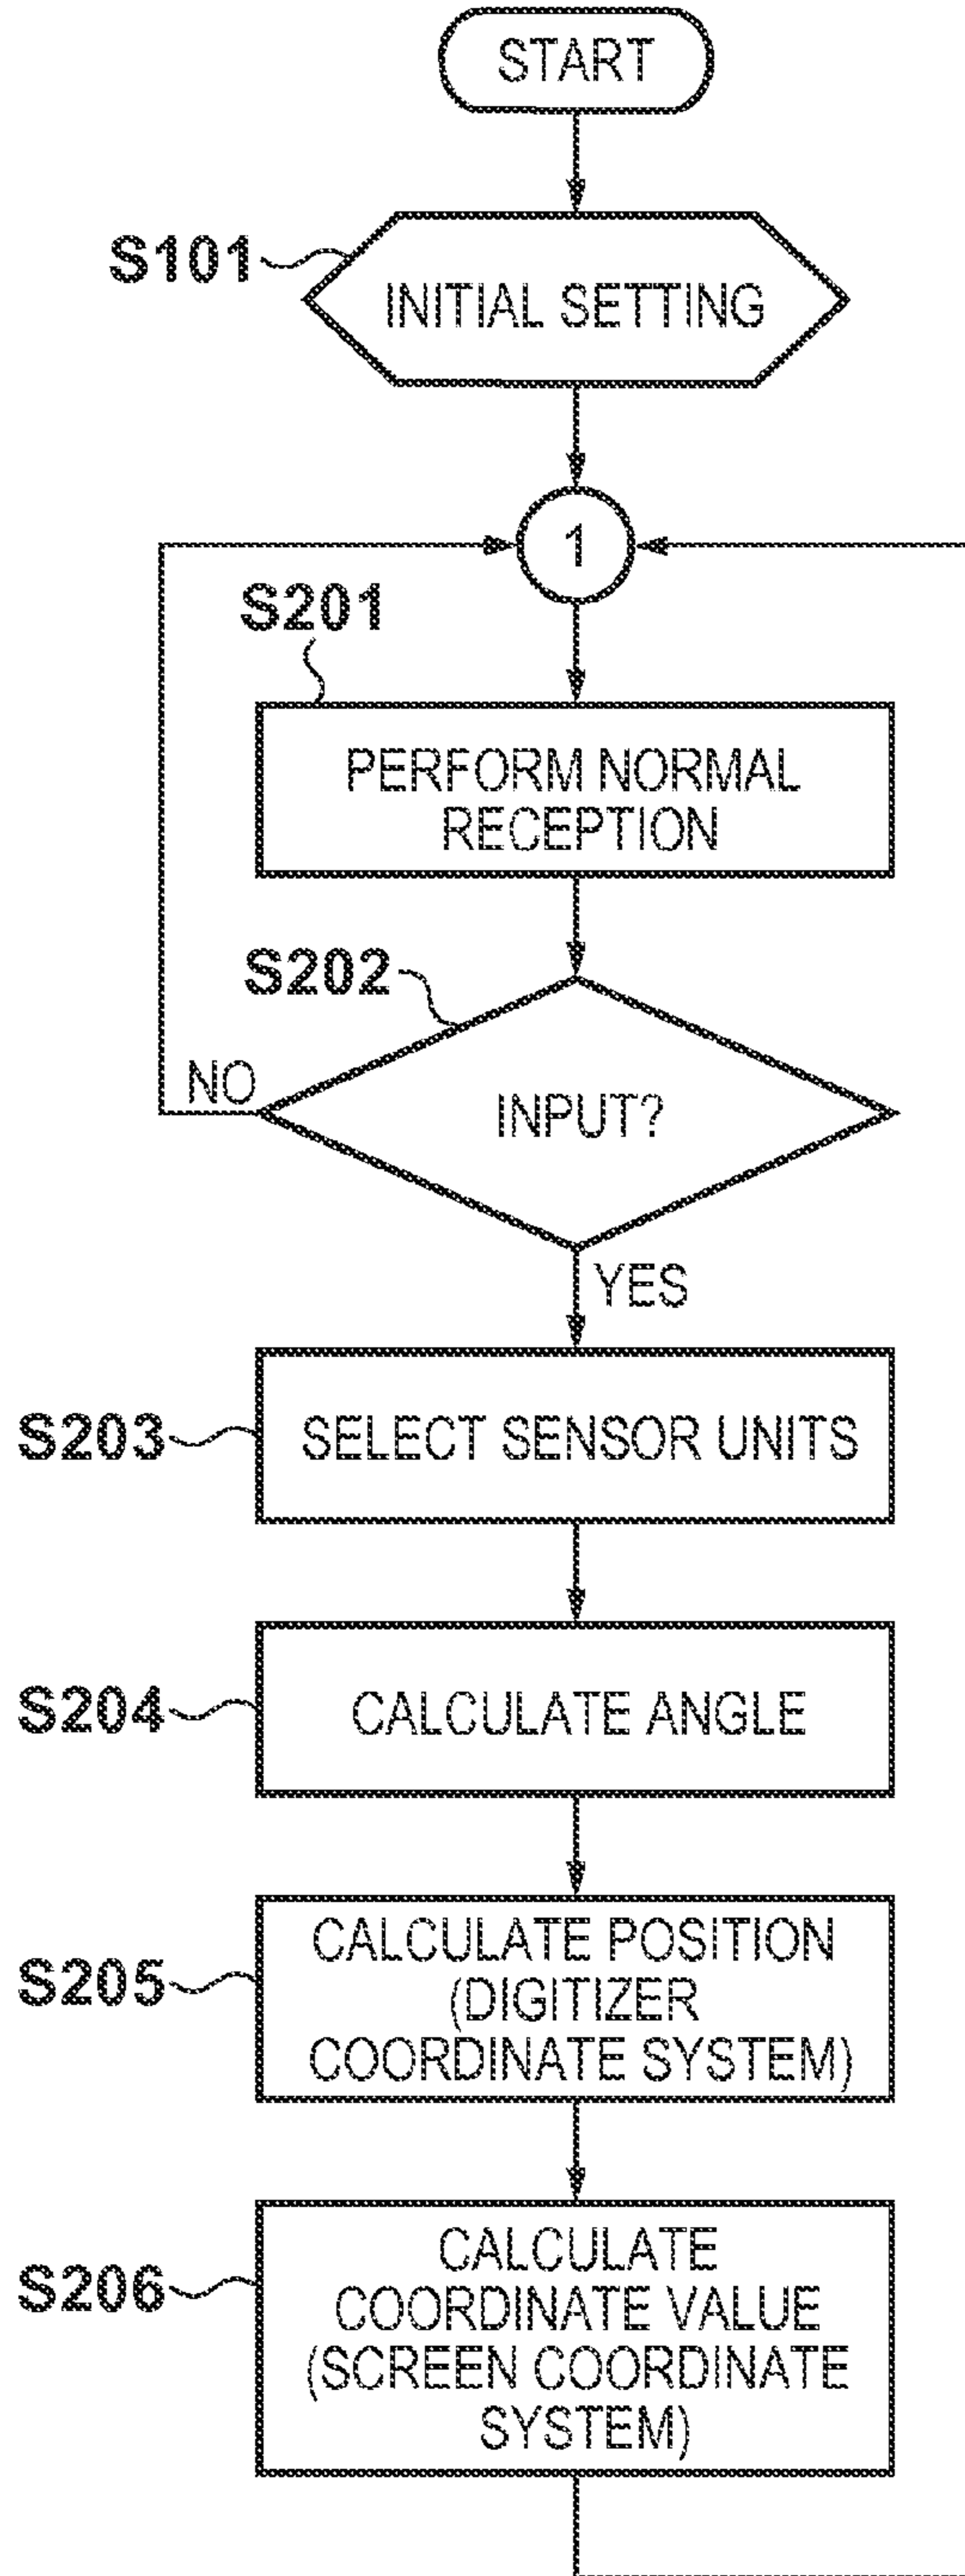 START
S101
INITIAL SETTING
1
S201
PERFORM NORMAL
RECEPTION
S202
NO
INPUT?
YES
S203
SELECT SENSOR UNITS
S204
CALCULATE ANGLE
S205
CALCULATE POSITION
(DIGITIZER
COORDINATE SYSTEM)
S206
CALCULATE
COORDINATE VALUE
(SCREEN COORDINATE
SYSTEM)